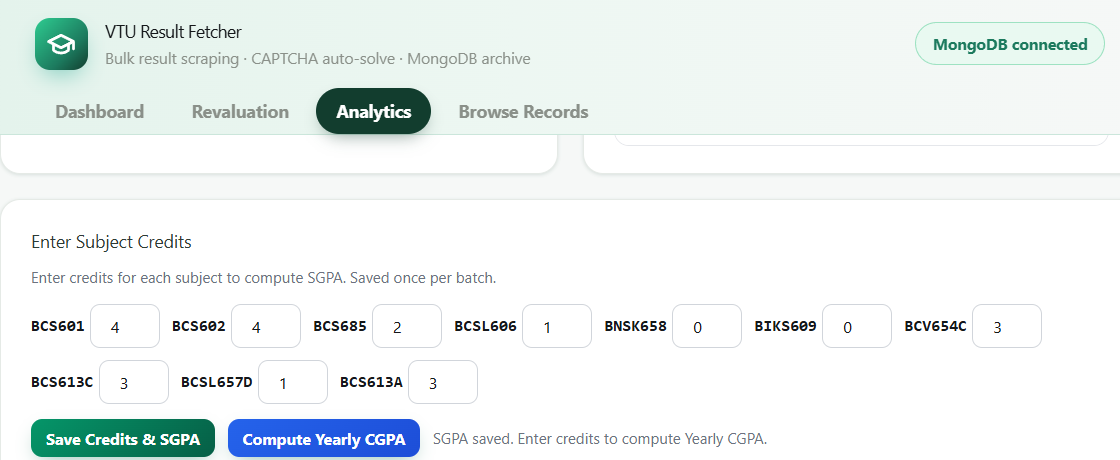 VTU Result Fetcher
Bulk result scraping · CAPTCHA auto-solve · MongoDB archive
MongoDB connected
Dashboard Revaluation Analytics Browse Records
Enter Subject Credits
Enter credits for each subject to compute SGPA. Saved once per batch.
BCS601 4 BCS602 4 BCS685 2 BCSL606 1 BNSK658 0 BIKS609 0 BCV654C 3
BCS613C 3 BCSL657D 1 BCS613A 3
Save Credits & SGPA Compute Yearly CGPA SGPA saved. Enter credits to compute Yearly CGPA.